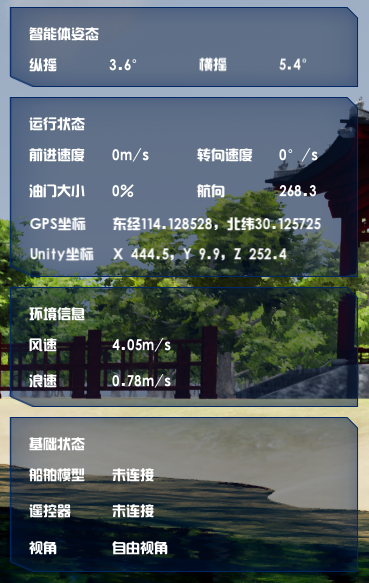 智能体姿态
纵摇 3.6° 横摇 5.4°
运行状态
前进速度 0m/s 转向速度 0°/s
油门大小 0% 航向 268.3
GPS坐标 东经114.128528，北纬30.125725
Unity坐标 X 444.5, Y 9.9, Z 252.4
环境信息
风速 4.05m/s
浪速 0.78m/s
基础状态
船舶模型 未连接
遥控器 未连接
视角 自由视角